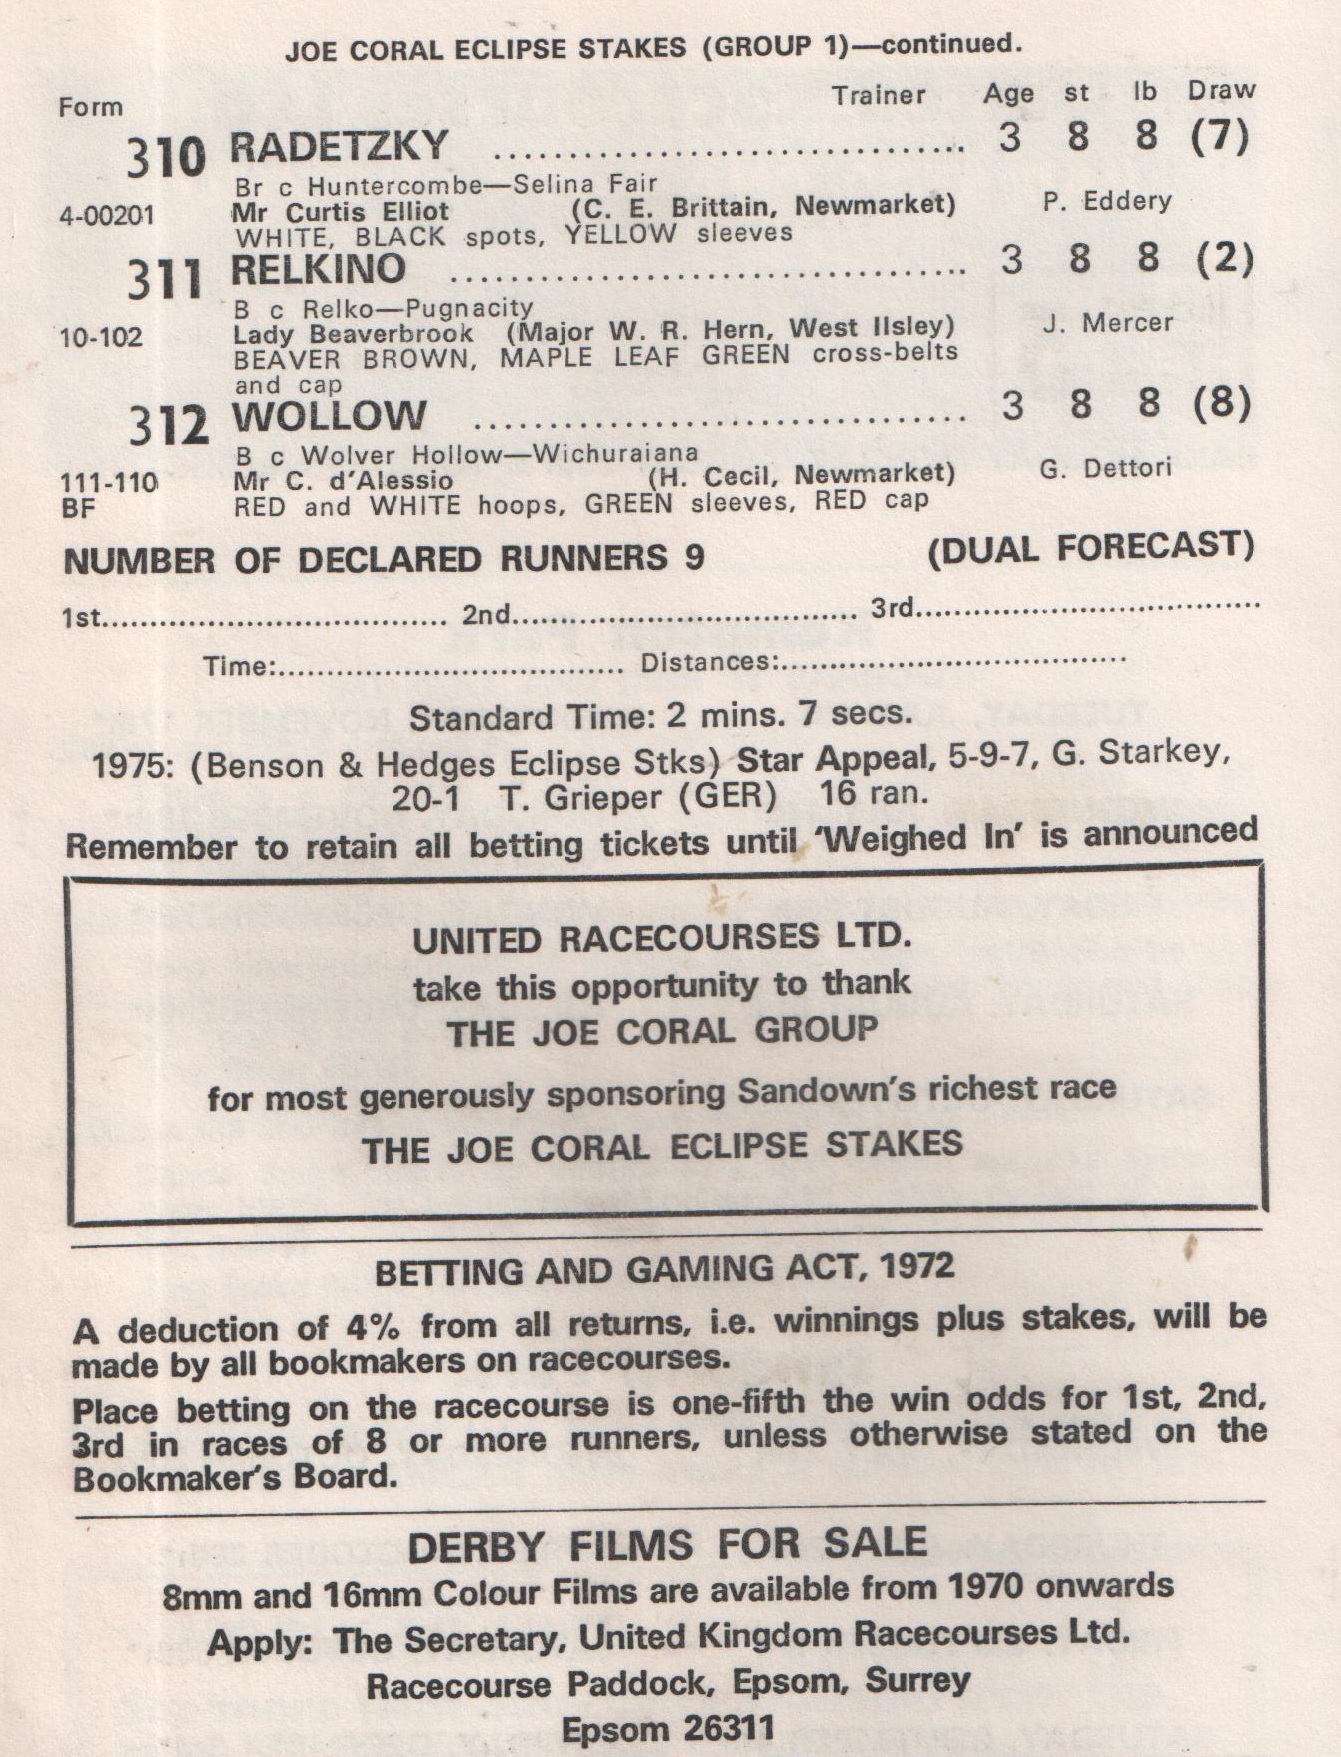 JOE CORAL ECLIPSE STAKES (GROUP 1)—continued.
Form Trainer Age st lb Draw
310 RADETZKY ................................ 3 8 8 (7)
Br c Huntercombe—Selina Fair
4-00201 Mr Curtis Elliot (C. E. Brittain, Newmarket) P. Eddery
WHITE, BLACK spots, YELLOW sleeves
311 RELKINO ................................... 3 8 8 (2)
B c Relko—Pugnacity
10-102 Lady Beaverbrook (Major W. R. Hern, West Ilsley) J. Mercer
BEAVER BROWN, MAPLE LEAF GREEN cross-belts
and cap
312 WOLLOW ................................. 3 8 8 (8)
B c Wolver Hollow—Wichuraiana
111-110 Mr C. d'Alessio (H. Cecil, Newmarket) G. Dettori
BF RED and WHITE hoops, GREEN sleeves, RED cap
NUMBER OF DECLARED RUNNERS 9 (DUAL FORECAST)
1st................................... 2nd................................... 3rd...................................
Time:................................... Distances:...................................
Standard Time: 2 mins. 7 secs.
1975: (Benson & Hedges Eclipse Stks) Star Appeal, 5-9-7, G. Starkey,
20-1 T. Grieper (GER) 16 ran.
Remember to retain all betting tickets until 'Weighed In' is announced
UNITED RACECOURSES LTD.
take this opportunity to thank
THE JOE CORAL GROUP
for most generously sponsoring Sandown's richest race
THE JOE CORAL ECLIPSE STAKES
BETTING AND GAMING ACT, 1972
A deduction of 4% from all returns, i.e. winnings plus stakes, will be
made by all bookmakers on racecourses.
Place betting on the racecourse is one-fifth the win odds for 1st, 2nd,
3rd in races of 8 or more runners, unless otherwise stated on the
Bookmaker's Board.
DERBY FILMS FOR SALE
8mm and 16mm Colour Films are available from 1970 onwards
Apply: The Secretary, United Kingdom Racecourses Ltd.
Racecourse Paddock, Epsom, Surrey
Epsom 26311